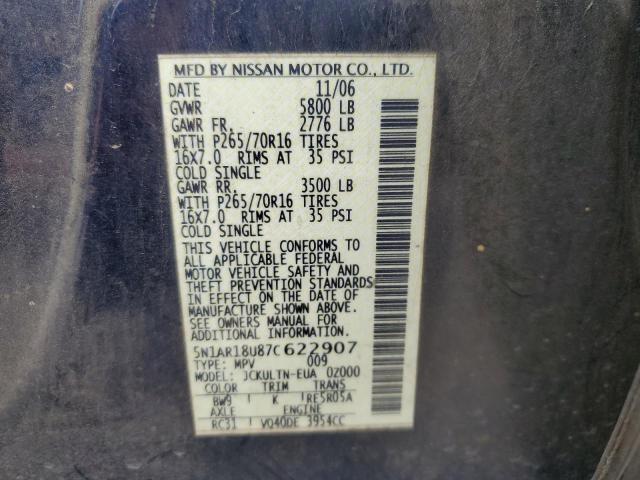 MFD BY NISSAN MOTOR CO., LTD.
DATE 11/06
GVWR 5800 LB
GAWR FR. 2776 LB
WITH P265/70R16 TIRES
16X7.0 RIMS AT 35 PSI
COLD SINGLE
GAWR RR. 3500 LB
WITH P265/70R16 TIRES
16X7.0 RIMS AT 35 PSI
COLD SINGLE
THIS VEHICLE CONFORMS TO
ALL APPLICABLE FEDERAL
MOTOR VEHICLE SAFETY AND
THEFT PREVENTION STANDARDS
IN EFFECT ON THE DATE OF
MANUFACTURE SHOWN ABOVE.
SEE OWNERS MANUAL FOR
ADDITIONAL INFORMATION.
5N1AR18U87C622907
TYPE: MPV 009
MODEL: JCKULTN-EUA 0Z000
COLOR TRIM TRANS
BW9 K RE5R05A
AXLE ENGINE
RC31 VQ40DE 3954CC